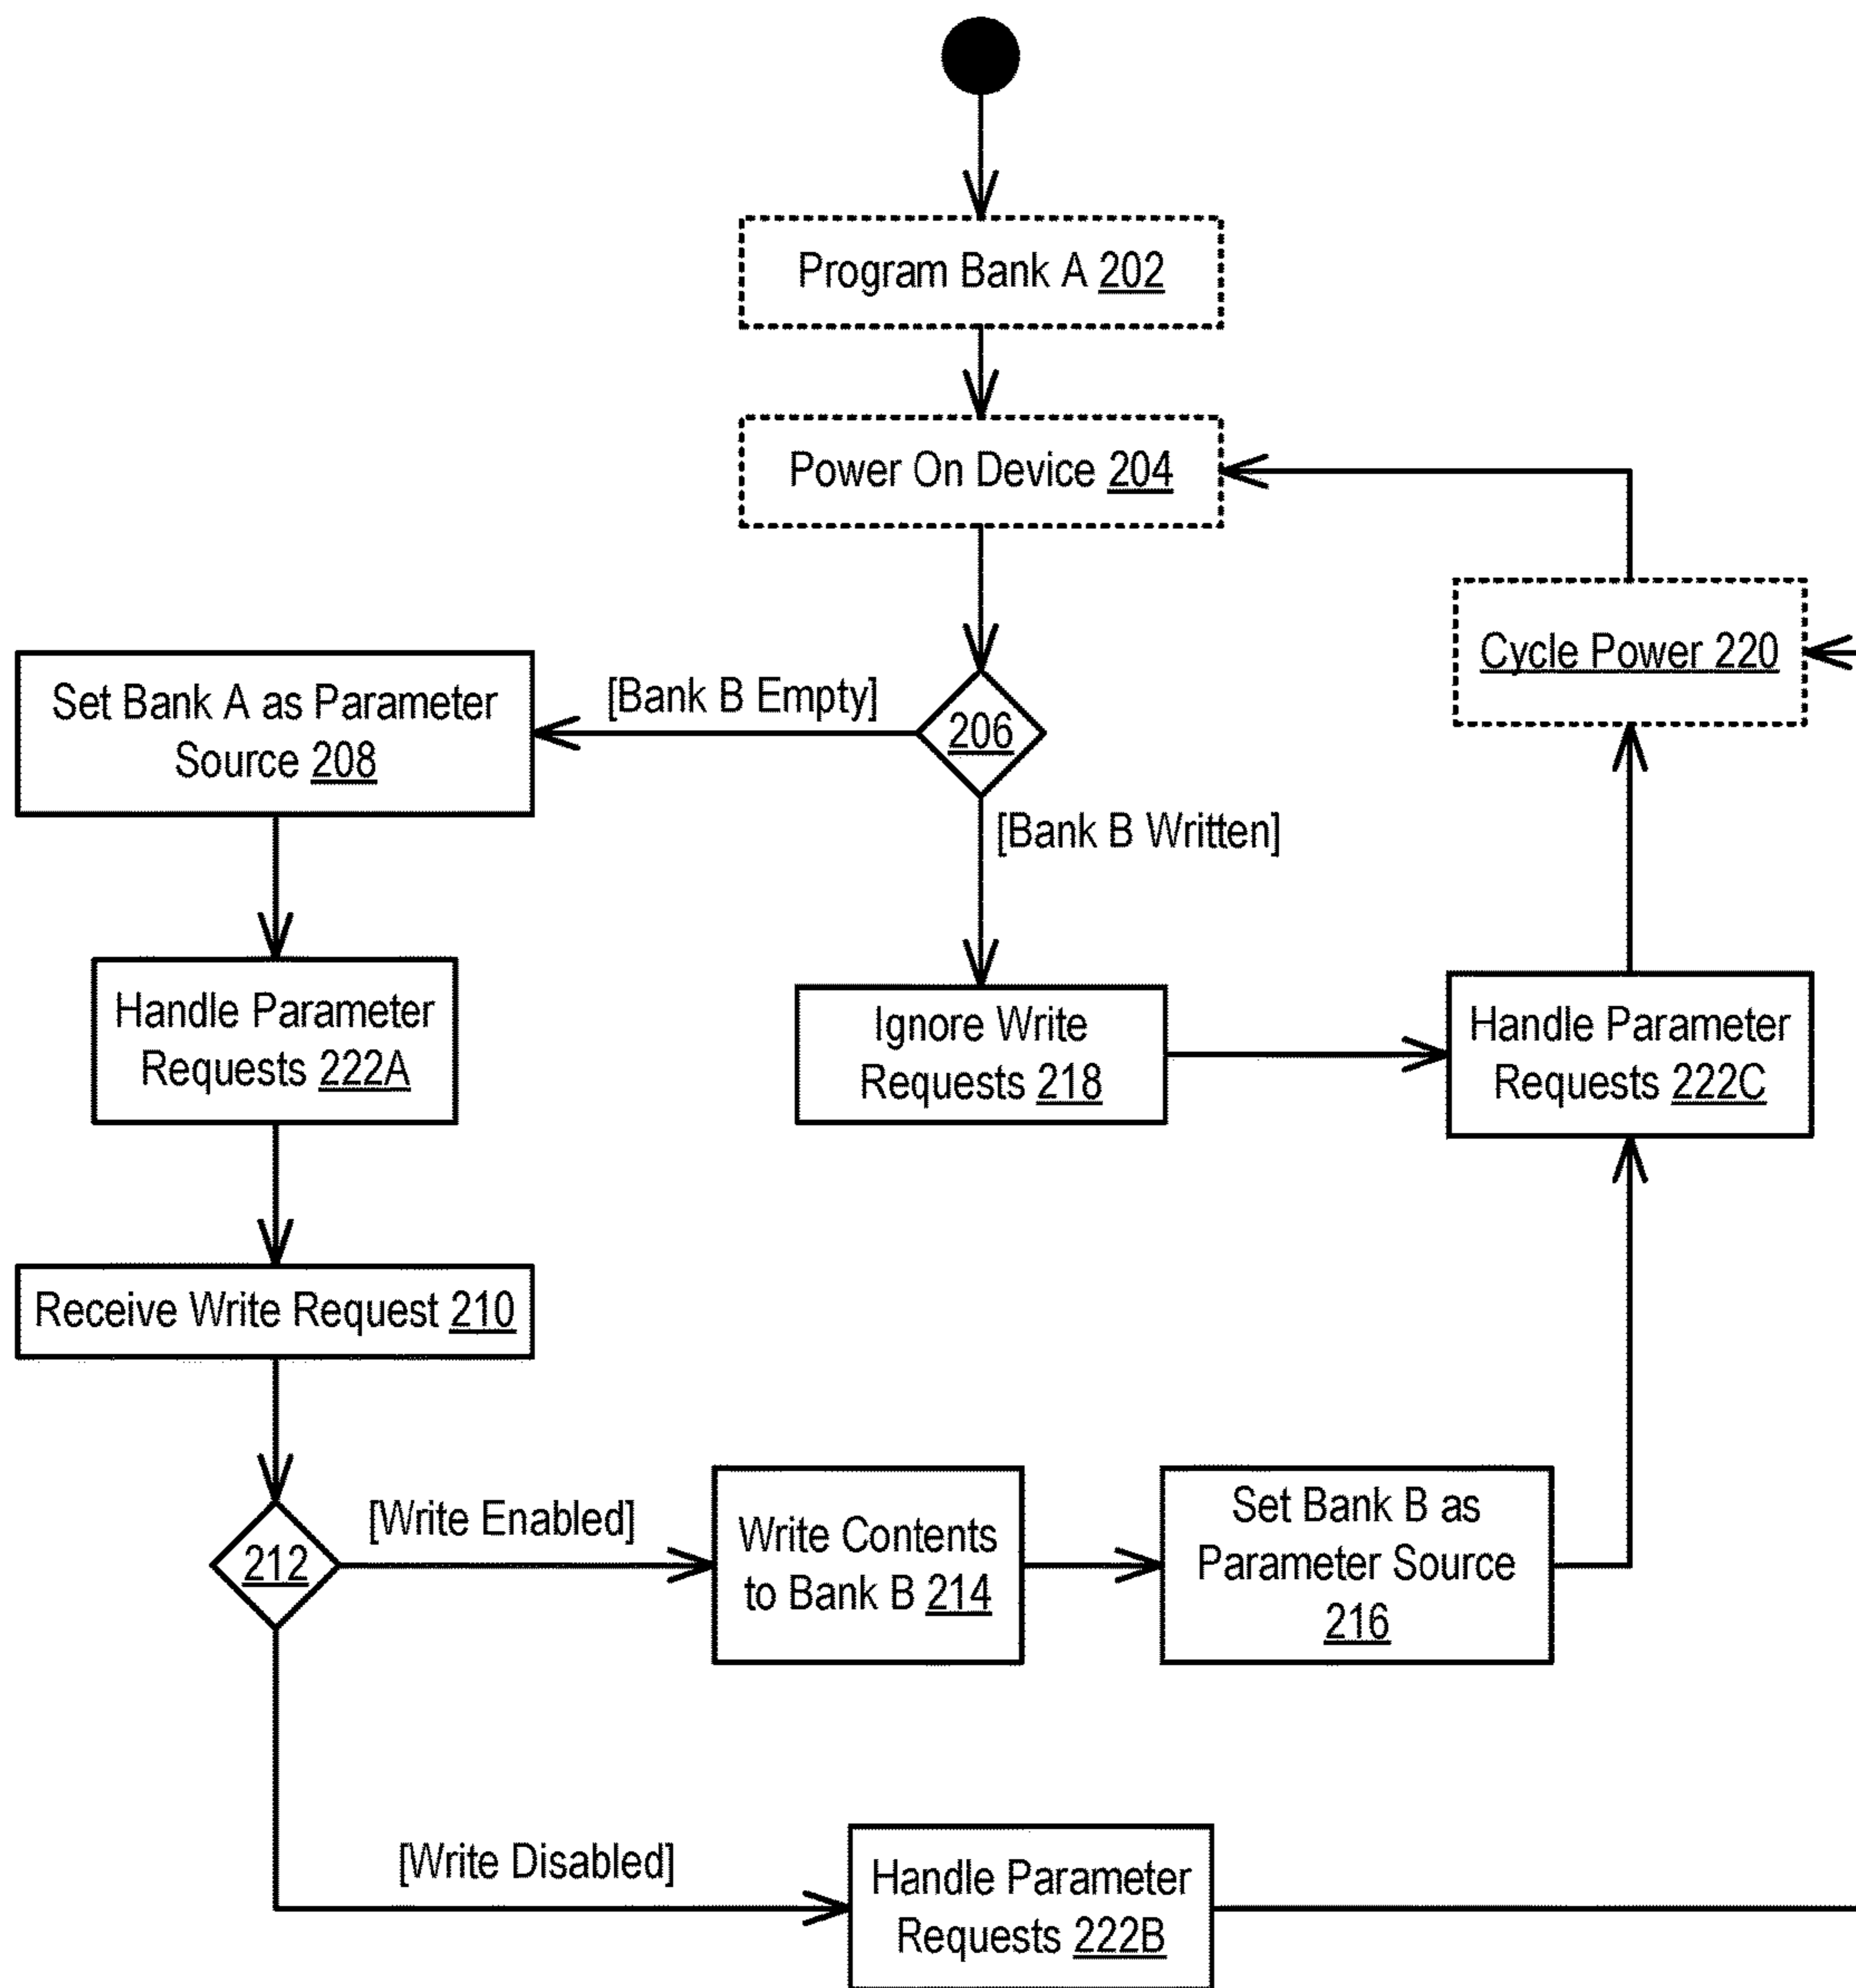 Program Bank A 202
Power On Device 204
Cycle Power 220
Set Bank A as Parameter
Source 208
[Bank B Empty]
206
[Bank B Written]
Handle Parameter
Requests 222A
Ignore Write
Requests 218
Handle Parameter
Requests 222C
Receive Write Request 210
212
[Write Enabled]
Write Contents
to Bank B 214
Set Bank B as
Parameter Source
216
[Write Disabled]
Handle Parameter
Requests 222B